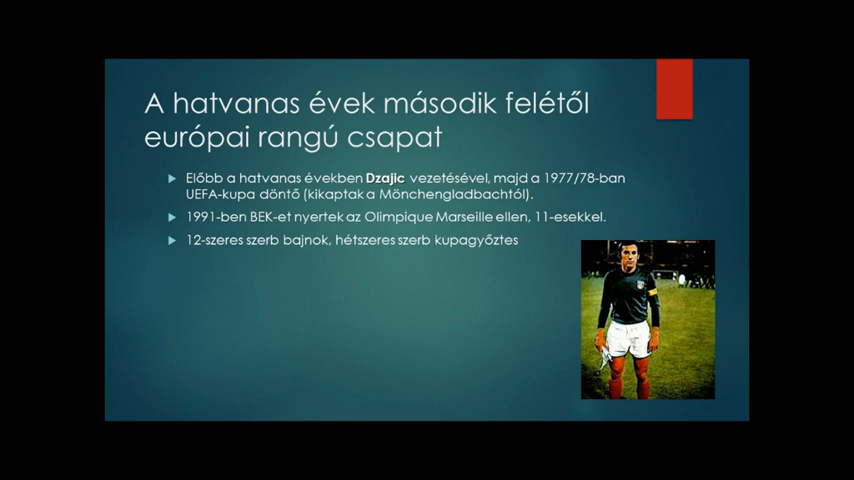 A hatvanas évek második felétől
európai rangú csapat
Előbb a hatvanas években Dzajic vezetésével, majd a 1977/78-ban
UEFA-kupa döntő (kikaptak a Mönchengladbachtól).
1991-ben BEK-et nyertek az Olimpique Marseille ellen, 11-esekkel.
12-szeres szerb bajnok, hétszeres szerb kupagyőztes